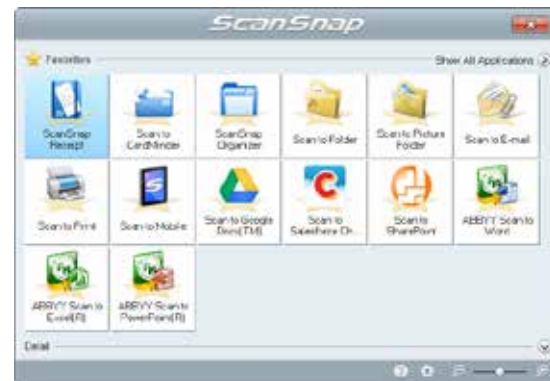 ScanSnap
Favorites
Show All Applications
ScanSnap
Receipt
Scan to
CardMinder
ScanSnap
Organizer
Scan to Folder
Scan to Picture
Folder
Scan to E-mail
Scan to Print
Scan to Mobile
Scan to Google
Docs(TM)
Scan to
Salesforce Ch...
Scan to
SharePoint
ABBYY Scan to
Word
ABBYY Scan to
Excel(R)
ABBYY Scan to
PowerPoint(R)
Detail